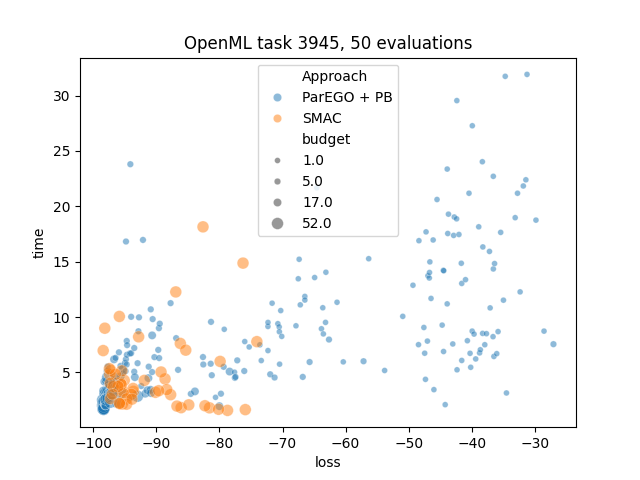 OpenML task 3945, 50 evaluations
Approach
ParEGO + PB
SMAC
budget
1.0
5.0
17.0
52.0
time
30
25
20
15
10
5
−100
−90
−80
−70
−60
−50
−40
−30
loss